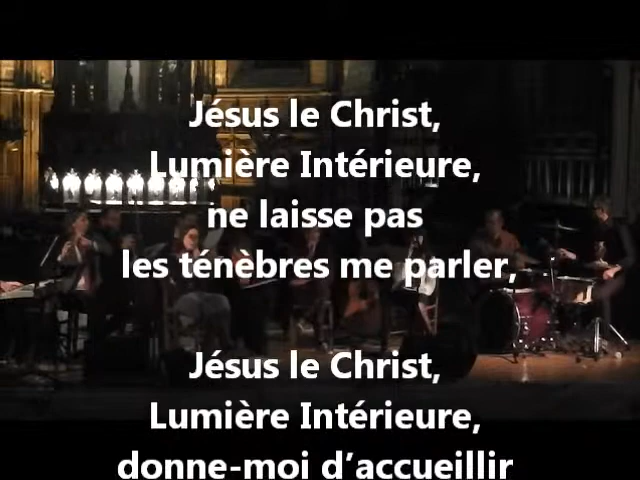 Jésus le Christ,
Lumière Intérieure,
ne laisse pas
les ténèbres me parler,
Jésus le Christ,
Lumière Intérieure,
donne-moi d’accueillir